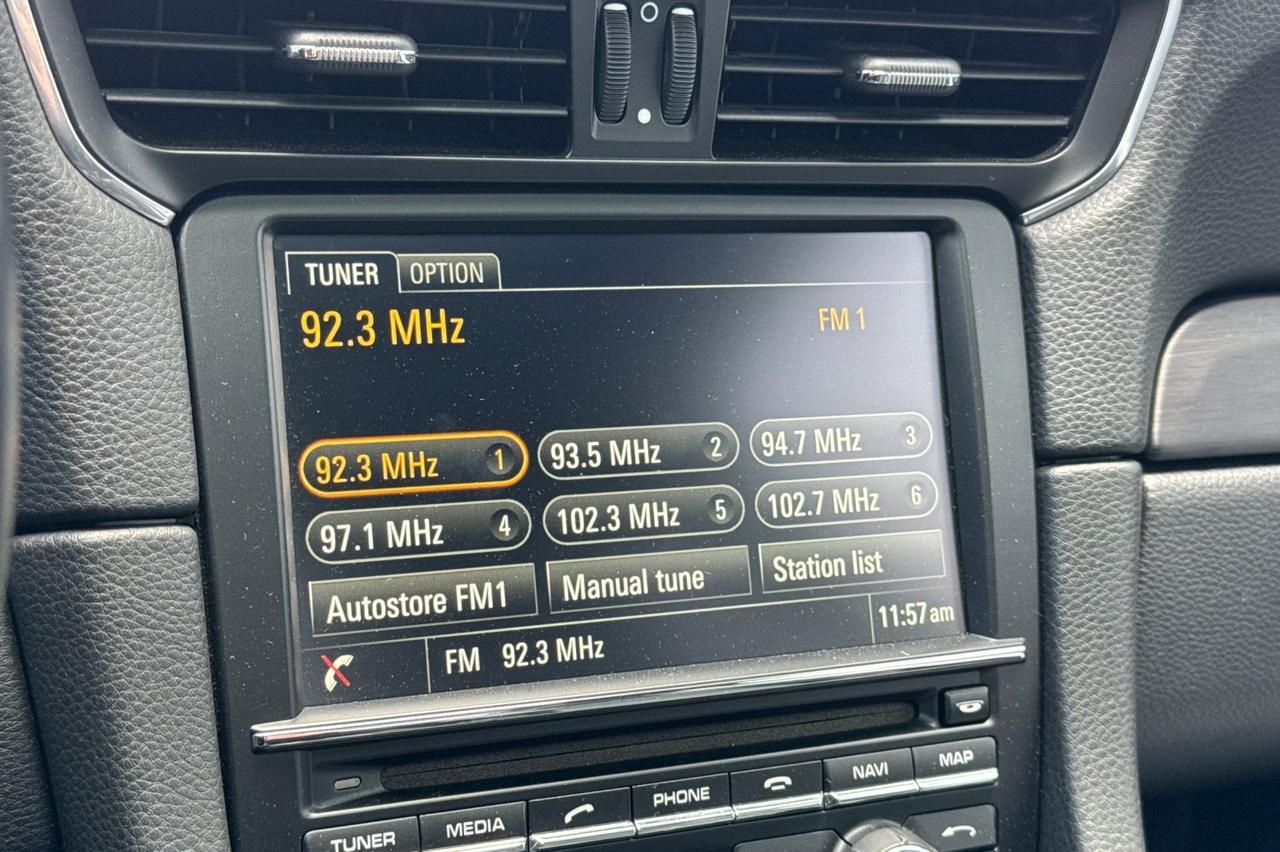 TUNER OPTION
92.3 MHz FM 1
92.3 MHz 1 93.5 MHz 2 94.7 MHz 3
97.1 MHz 4 102.3 MHz 5 102.7 MHz 6
Autostore FM1 Manual tune Station list
FM 92.3 MHz 11:57 am
TUNER MEDIA PHONE NAVI MAP